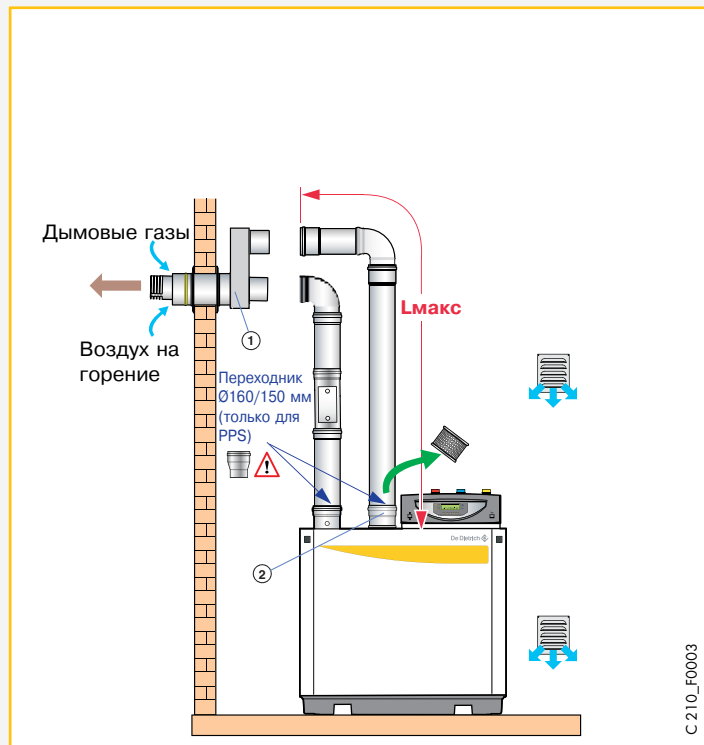 Дымовые газы
Воздух на
горение
1
Lмакс
Переходник
Ø160/150 мм
(только для
PPS)
!
2
De Dietrich
C 210_F0003